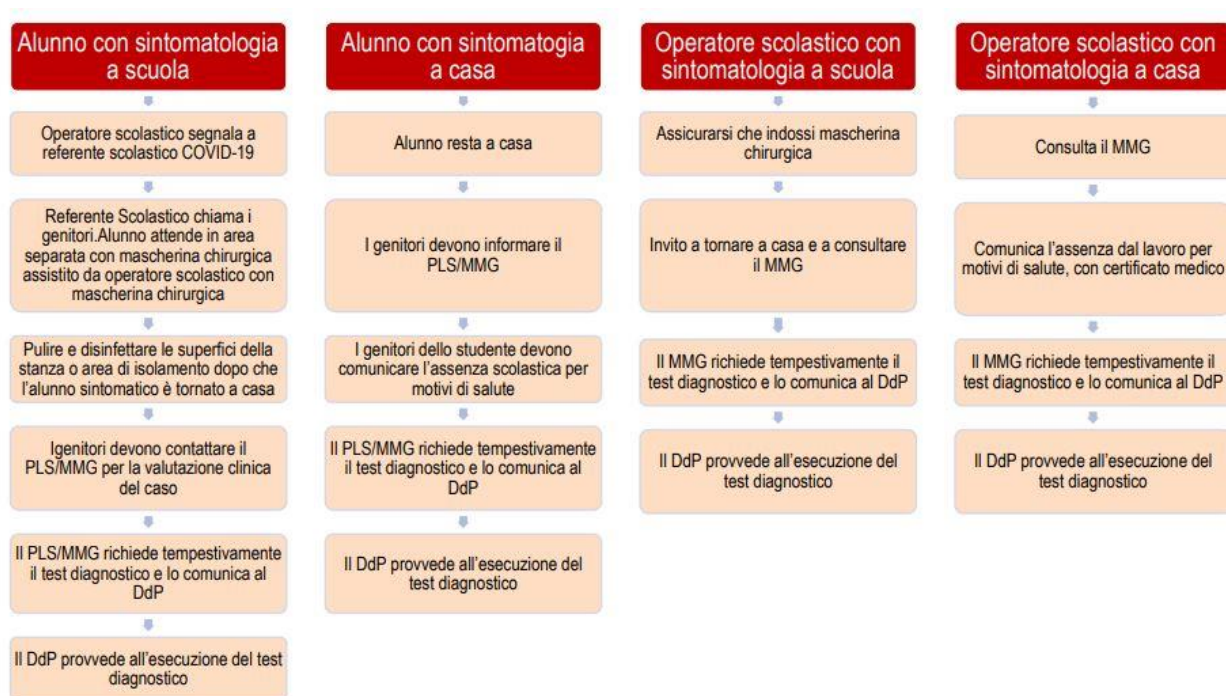 Alunno con sintomatologia
a scuola
Operatore scolastico segnala a
referente scolastico COVID-19
Referente Scolastico chiama i
genitori.Alunno attende in area
separata con mascherina chirurgica
assistito da operatore scolastico con
mascherina chirurgica
Pulire e disinfettare le superfici della
stanza o area di isolamento dopo che
l'alunno sintomatico è tornato a casa
Igenitori devono contattare il
PLS/MMG per la valutazione clinica
del caso
Il PLS/MMG richiede tempestivamente
il test diagnostico e lo comunica al
DdP
Il DdP provvede all'esecuzione del test
diagnostico
Alunno con sintomatogia
a casa
Alunno resta a casa
I genitori devono informare il
PLS/MMG
I genitori dello studente devono
comunicare l'assenza scolastica per
motivi di salute
Il PLS/MMG richiede tempestivamente
il test diagnostico e lo comunica al
DdP
Il DdP provvede all'esecuzione del
test diagnostico
Operatore scolastico con
sintomatologia a scuola
Assicurarsi che indossi mascherina
chirurgica
Invito a tornare a casa e a consultare
il MMG
Il MMG richiede tempestivamente il
test diagnostico e lo comunica al DdP
Il DdP provvede all'esecuzione del
test diagnostico
Operatore scolastico con
sintomatologia a casa
Consulta il MMG
Comunica l'assenza dal lavoro per
motivi di salute, con certificato medico
Il MMG richiede tempestivamente il
test diagnostico e lo comunica al DdP
Il DdP provvede all'esecuzione del
test diagnostico